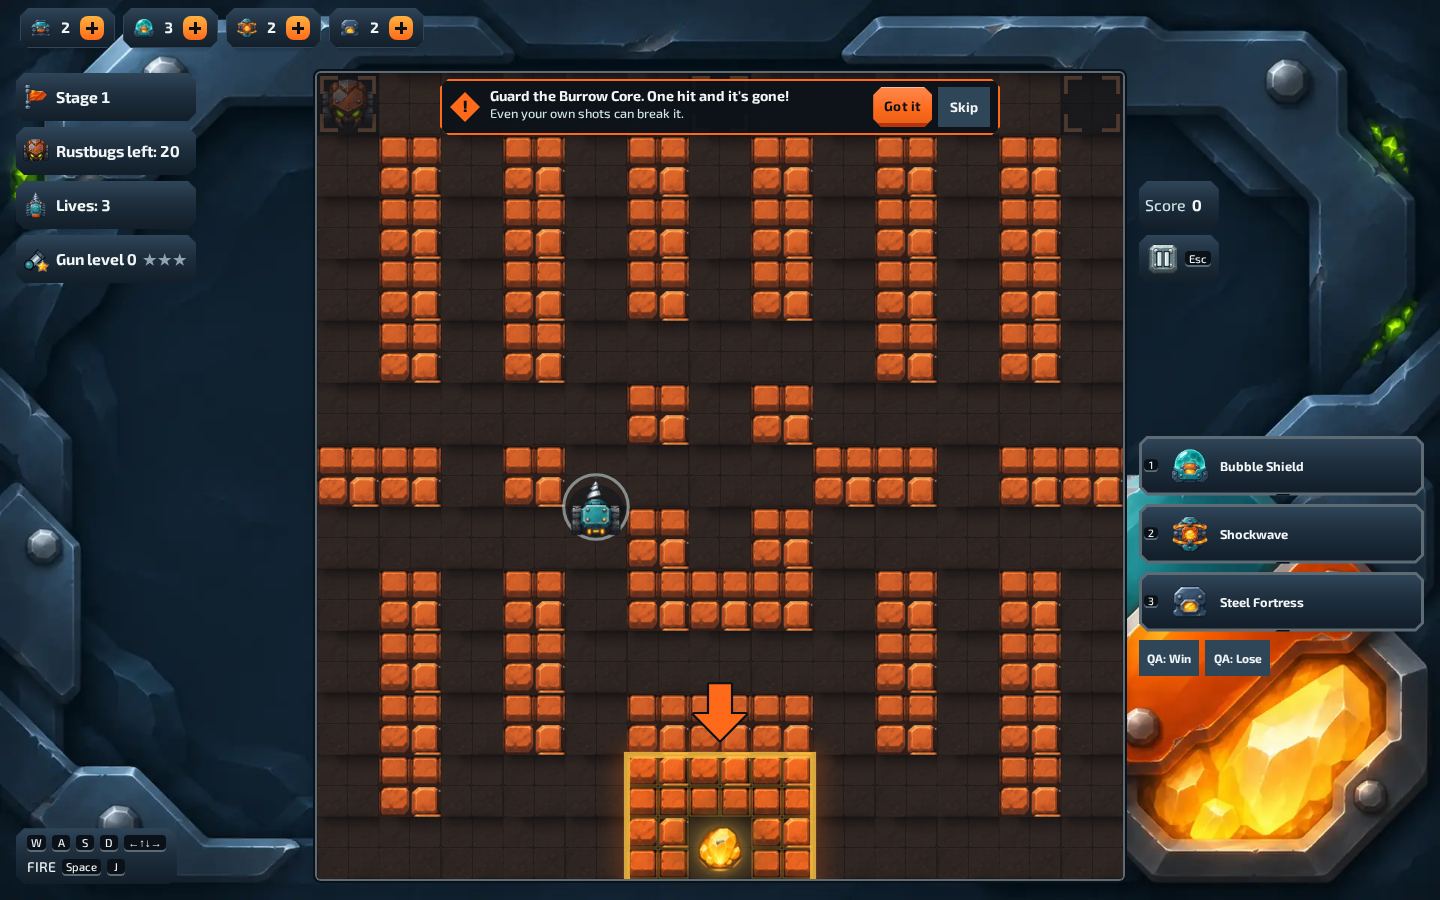 2
3
2
2
Stage 1
Rustbugs left: 20
Lives: 3
Gun level 0
Guard the Burrow Core. One hit and it's gone!
Even your own shots can break it.
Got it
Skip
Score 0
Esc
1 Bubble Shield
2 Shockwave
3 Steel Fortress
QA: Win QA: Lose
W A S D ←↑↓→
FIRE Space J